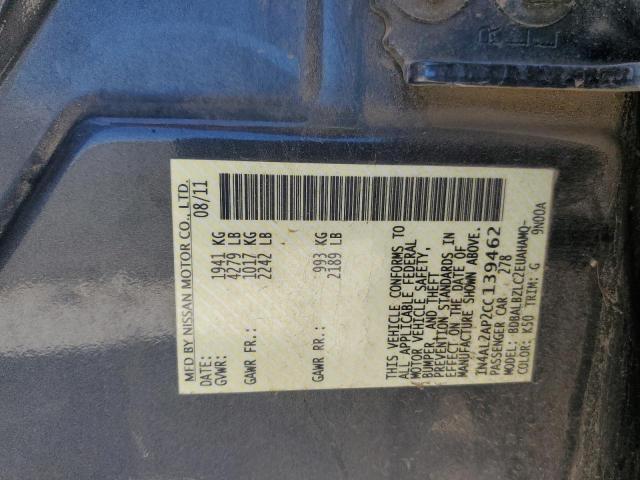 MFD BY NISSAN MOTOR CO., LTD.
08/11
GVWR: 1941 KG
4279 LB
GAWR FR.: 1017 KG
2242 LB
GAWR RR.: 993 KG
2189 LB
THIS VEHICLE CONFORMS TO
ALL APPLICABLE FEDERAL
MOTOR VEHICLE SAFETY,
BUMPER, AND THEFT
PREVENTION STANDARDS IN
EFFECT ON THE DATE OF
MANUFACTURE SHOWN ABOVE.
1N4AL2AP2CC139462
PASSENGER CAR 278
MODEL: BDBALBZLC2EUAHAMQ-
COLOR: K50 TRIM: G 9N00A